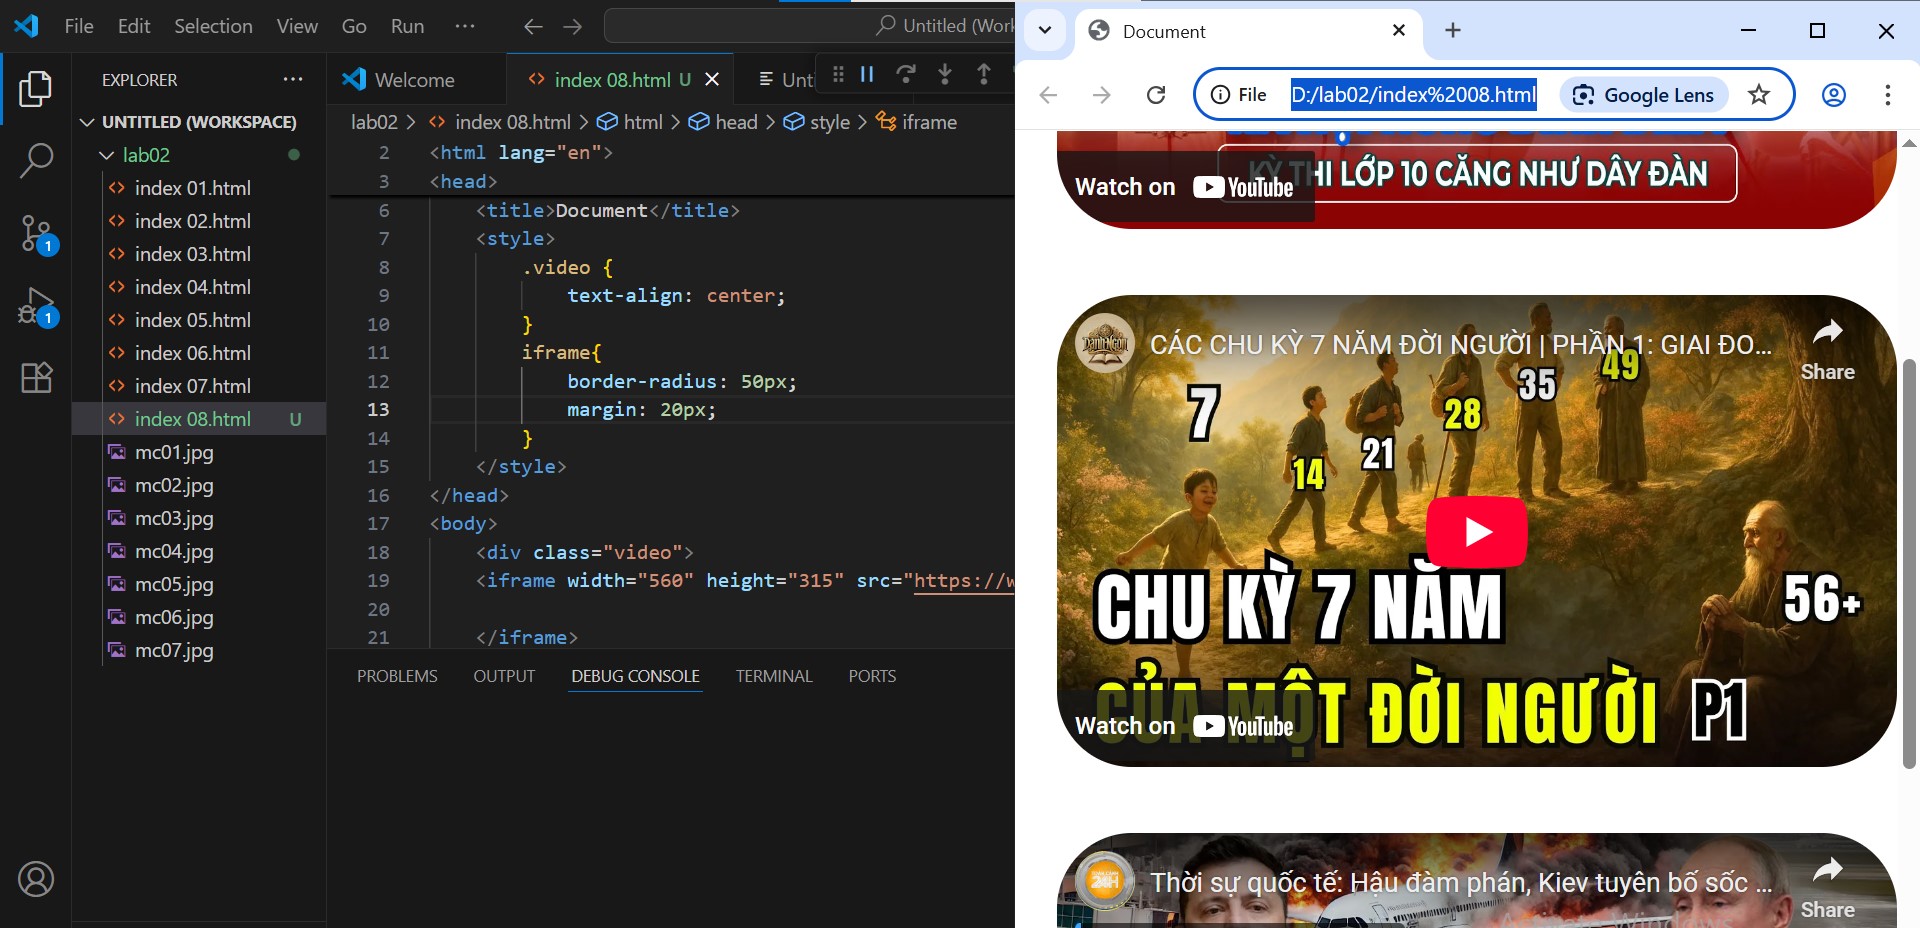 File Edit Selection View Go Run
Untitled (Work
EXPLORER
UNTITLED (WORKSPACE)
lab02
index 01.html
index 02.html
index 03.html
index 04.html
index 05.html
index 06.html
index 07.html
index 08.html U
mc01.jpg
mc02.jpg
mc03.jpg
mc04.jpg
mc05.jpg
mc06.jpg
mc07.jpg
1
1
Welcome
index 08.html U
Unti
lab02 > index 08.html > html > head > style > iframe
2 <html lang="en">
3 <head>
6 <title>Document</title>
7 <style>
8 .video {
9 text-align: center;
10 }
11 iframe{
12 border-radius: 50px;
13 margin: 20px;
14 }
15 </style>
16 </head>
17 <body>
18 <div class="video">
19 <iframe width="560" height="315" src="https://w
20
21 </iframe>
PROBLEMS OUTPUT DEBUG CONSOLE TERMINAL PORTS
Document
File D:/lab02/index%2008.html Google Lens
KỲ THI LỚP 10 CĂNG NHƯ DÂY ĐÀN
Watch on YouTube
Danh Ngôn
CÁC CHU KỲ 7 NĂM ĐỜI NGƯỜI | PHẦN 1: GIAI ĐO...
Share
7
14
21
28
35
49
56+
CHU KỲ 7 NĂM
CỦA MỘT ĐỜI NGƯỜI P1
Watch on YouTube
24H
Thời sự quốc tế: Hậu đàm phán, Kiev tuyên bố sốc ...
Share